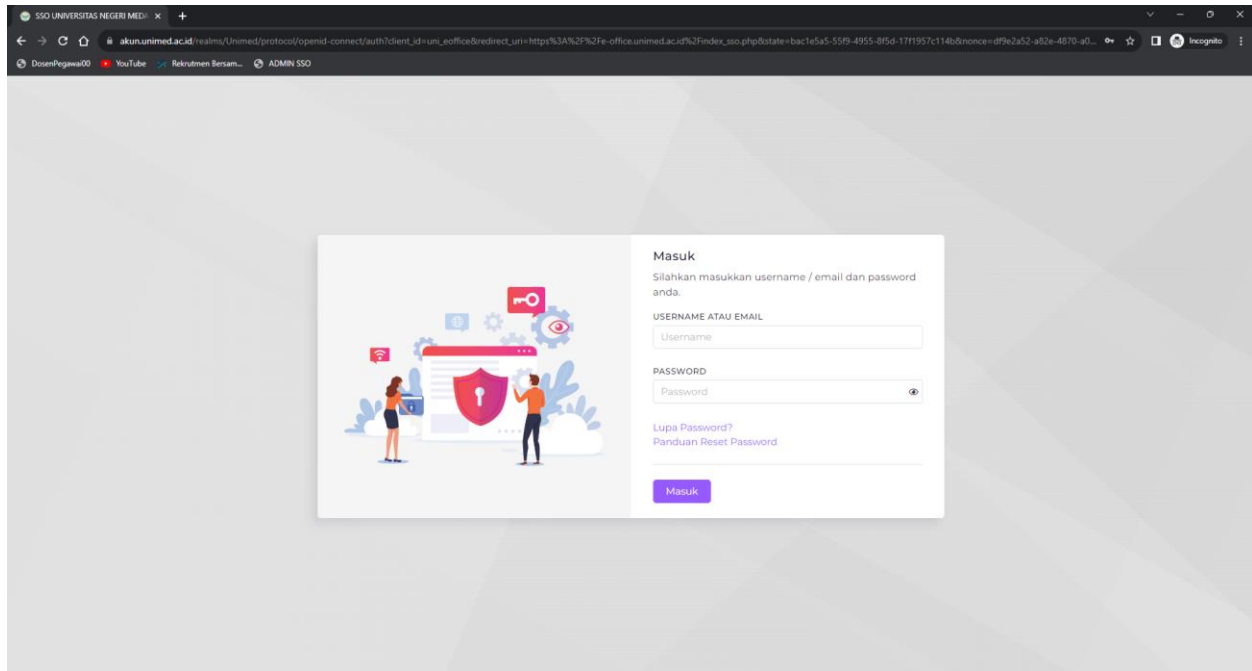 SSO UNIVERSITAS NEGERI MEDA
akun.unimed.ac.id/realms/Unimed/protocol/openid-connect/auth?client_id=uni_eoffice&redirect_uri=https%3A%2F%2Fe-office.unimed.ac.id%2Findex_sso.php&state=bac1e5a5-55f9-4955-8f5d-17f1957c114b&nonce=df9e2a52-a82e-4870-a0...
Incognito
DosenPegawai00 YouTube Rekrutmen Bersam... ADMIN SSO
Masuk
Silahkan masukkan username / email dan password
anda.
USERNAME ATAU EMAIL
Username
PASSWORD
Password
Lupa Password?
Panduan Reset Password
Masuk